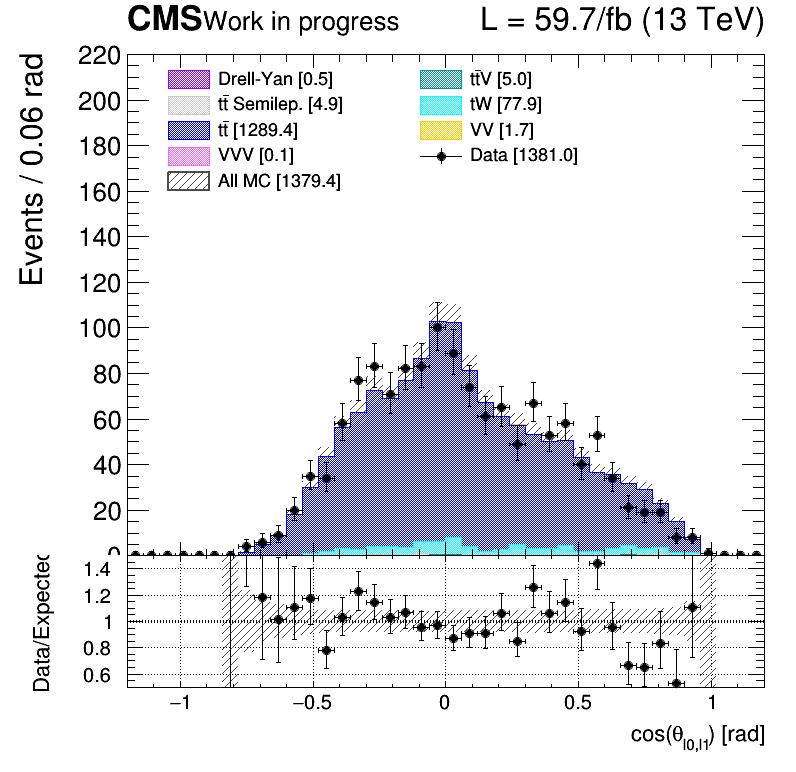 CMS Work in progress L = 59.7/fb (13 TeV)
Events / 0.06 rad
220
200
180
160
140
120
100
80
60
40
20
0
Drell-Yan [0.5]
tt̄ Semilep. [4.9]
tt̄ [1289.4]
VVV [0.1]
All MC [1379.4]
tt̄V [5.0]
tW [77.9]
VV [1.7]
Data [1381.0]
Data/Expected
1.4
1.2
1
0.8
0.6
−1 −0.5 0 0.5 1
cos(θl0,l1) [rad]